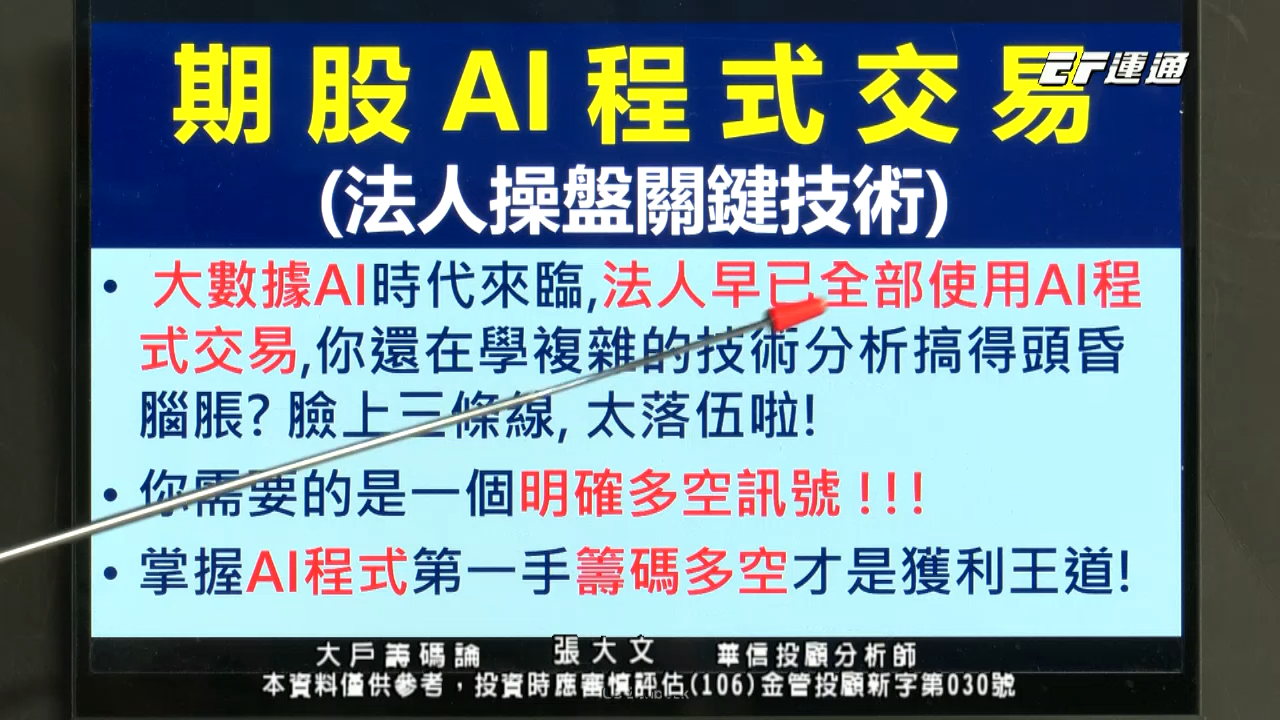 期股AI程式交易
運通
(法人操盤關鍵技術)
• 大數據AI時代來臨,法人早已全部使用AI程
式交易,你還在學複雜的技術分析搞得頭昏
腦脹? 臉上三條線, 太落伍啦!
• 你需要的是一個明確多空訊號!!!
• 掌握AI程式第一手籌碼多空才是獲利王道!
大戶籌碼論 張大文 華信投顧分析師
本資料僅供參考，投資時應審慎評估(106)金管投顧新字第030號